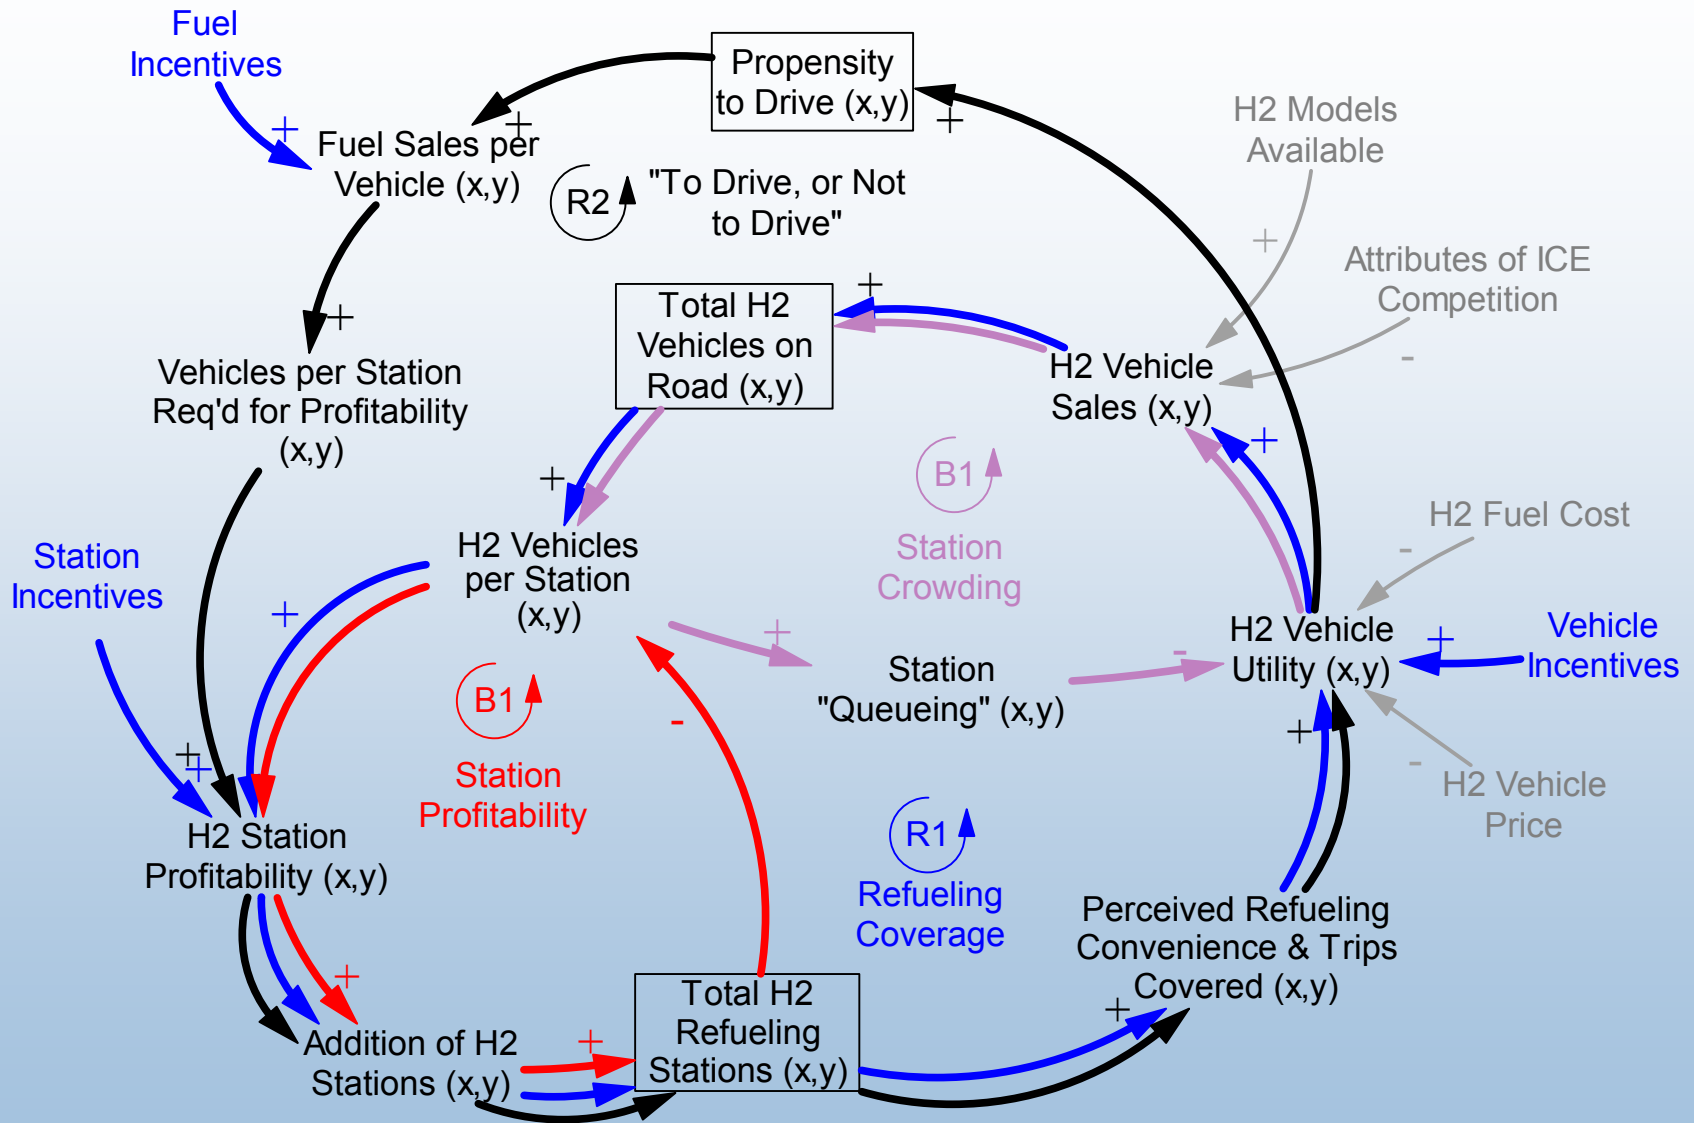 Fuel
Incentives
Propensity
to Drive (x,y)
+
+
+
H2 Models
Available
Fuel Sales per
Vehicle (x,y)
R2
"To Drive, or Not
to Drive"
+
Attributes of ICE
Competition
-
+
Total H2
Vehicles on
Road (x,y)
+
H2 Vehicle
Sales (x,y)
Vehicles per Station
Req'd for Profitability
(x,y)
+
+
B1
Station
Crowding
H2 Fuel Cost
-
Station
Incentives
H2 Vehicles
per Station
(x,y)
+
+
H2 Vehicle
Utility (x,y)
+
Vehicle
Incentives
Station
"Queueing" (x,y)
-
B1
Station
Profitability
-
+
-
H2 Vehicle
Price
+
+
H2 Station
Profitability (x,y)
R1
Refueling
Coverage
Perceived Refueling
Convenience & Trips
Covered (x,y)
+
+
Total H2
Refueling
Stations (x,y)
Addition of H2
Stations (x,y)
+